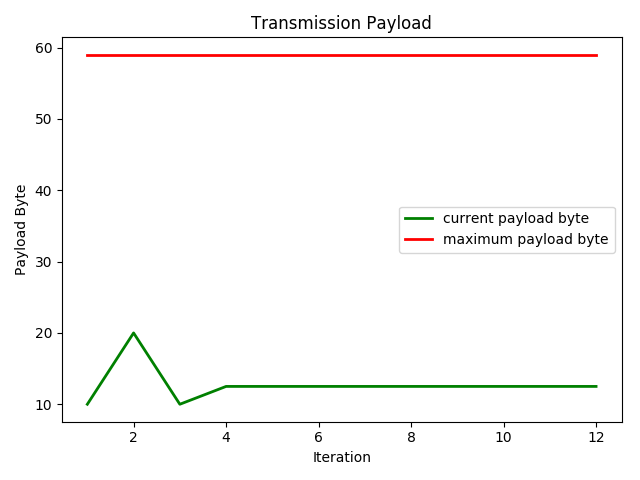 Transmission Payload
60
50
40
30
20
10
Payload Byte
current payload byte
maximum payload byte
2 4 6 8 10 12
Iteration